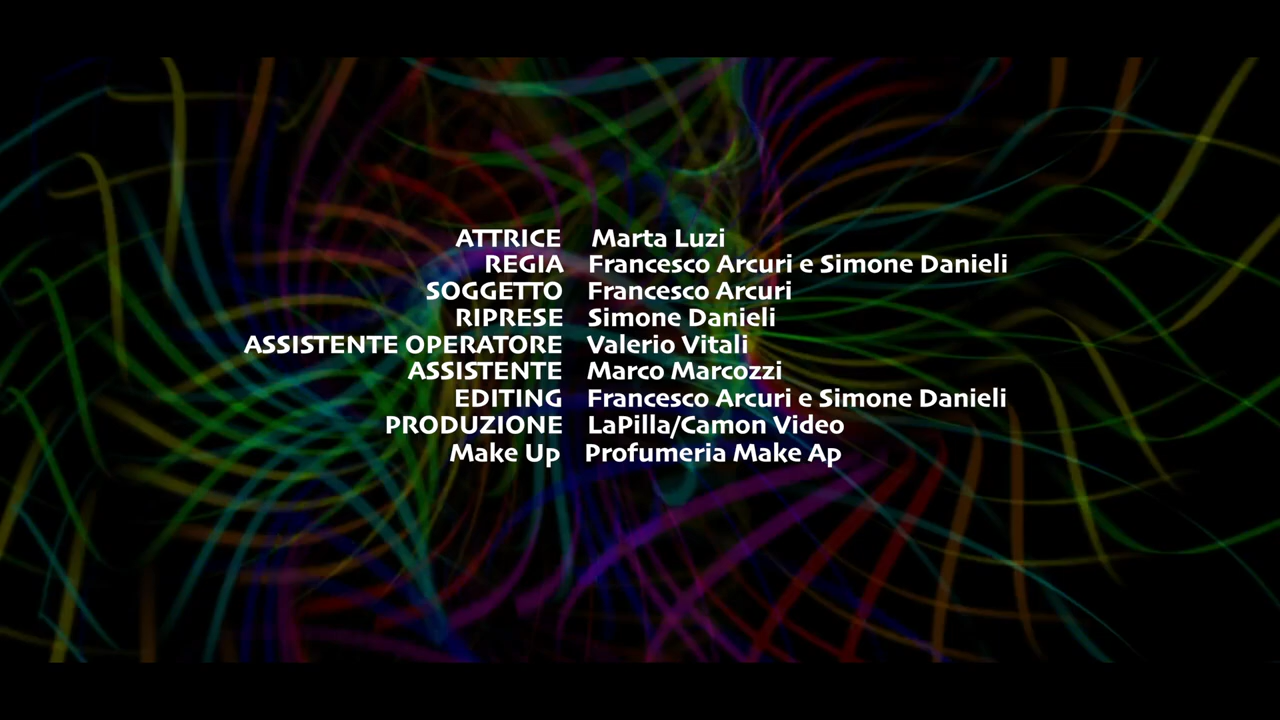 ATTRICE Marta Luzi
REGIA Francesco Arcuri e Simone Danieli
SOGGETTO Francesco Arcuri
RIPRESE Simone Danieli
ASSISTENTE OPERATORE Valerio Vitali
ASSISTENTE Marco Marcozzi
EDITING Francesco Arcuri e Simone Danieli
PRODUZIONE LaPilla/Camon Video
Make Up Profumeria Make Ap